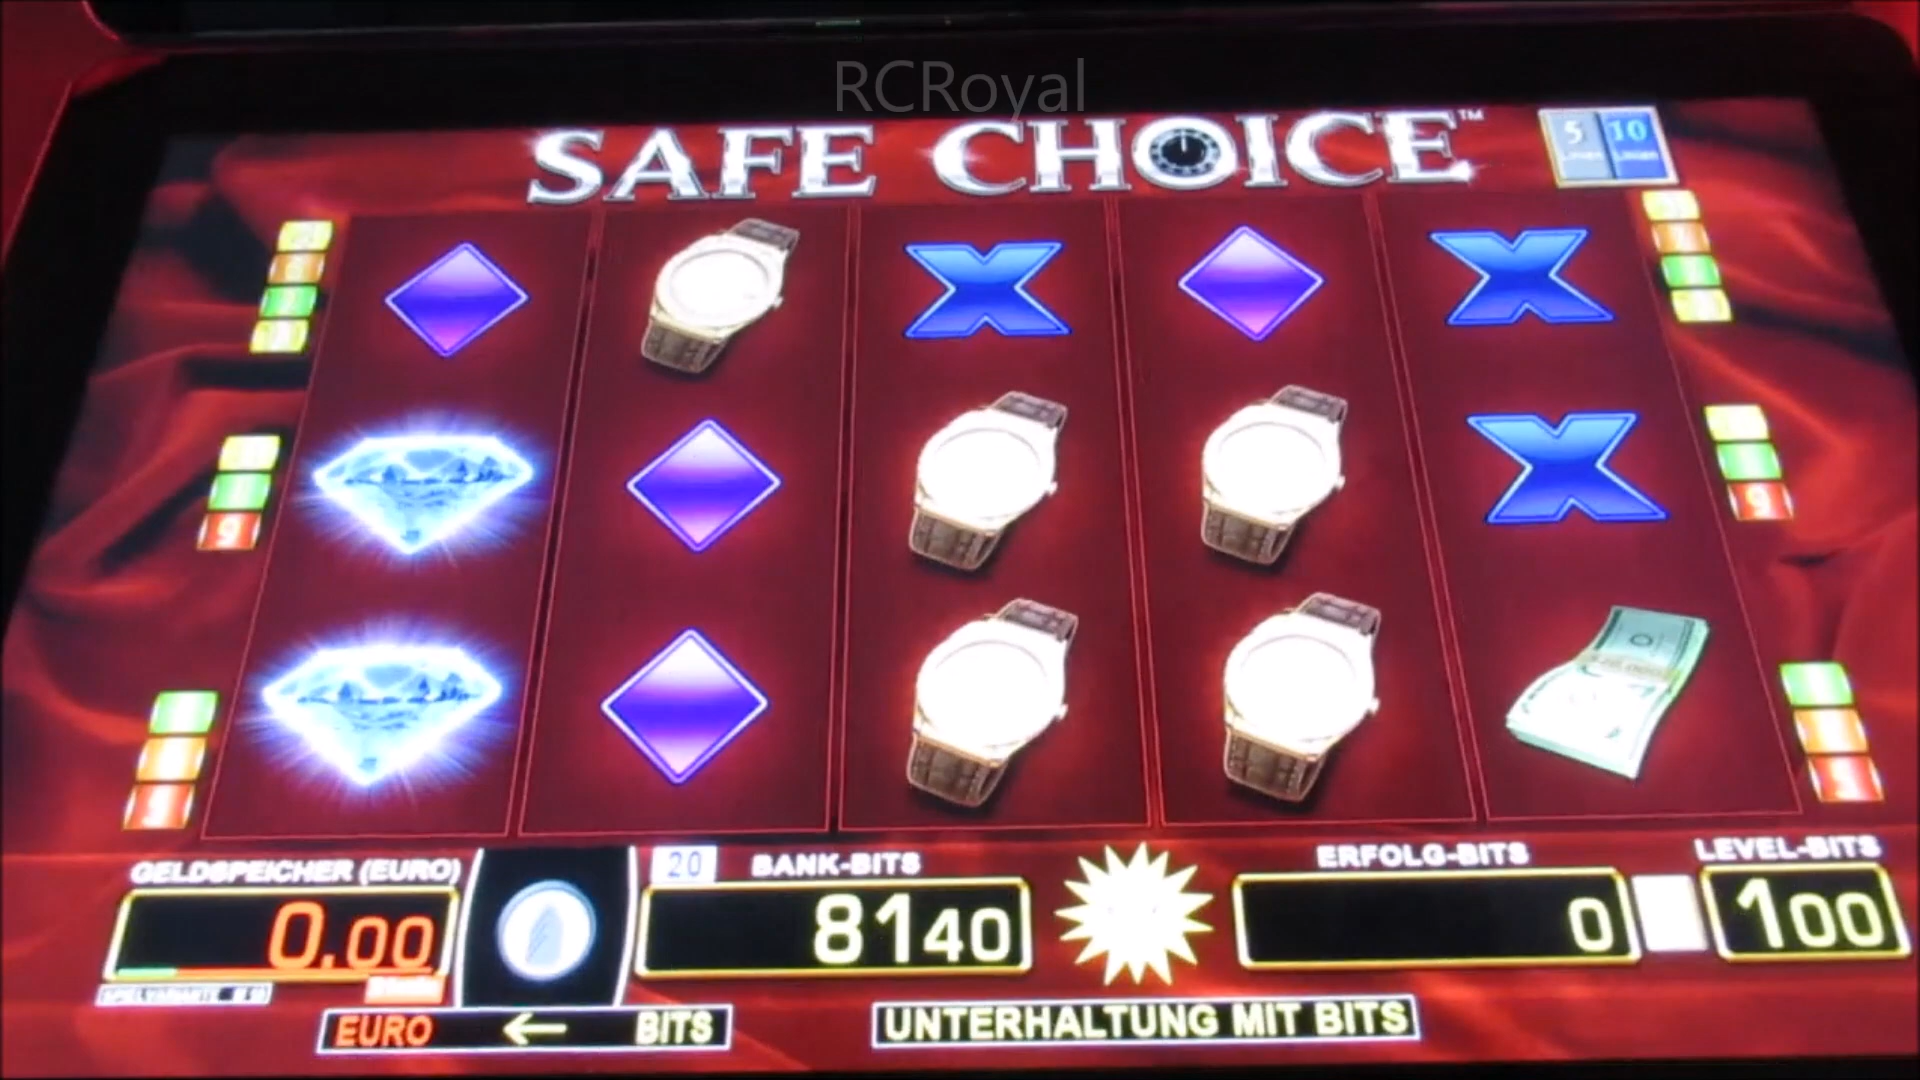 RCRoyal
SAFE CHOICE™
5 10
9 9
GELDSPEICHER (EURO) 20 BANK-BITS ERFOLG-BITS LEVEL-BITS
0.00 8140 0 100
EURO ← BITS UNTERHALTUNG MIT BITS